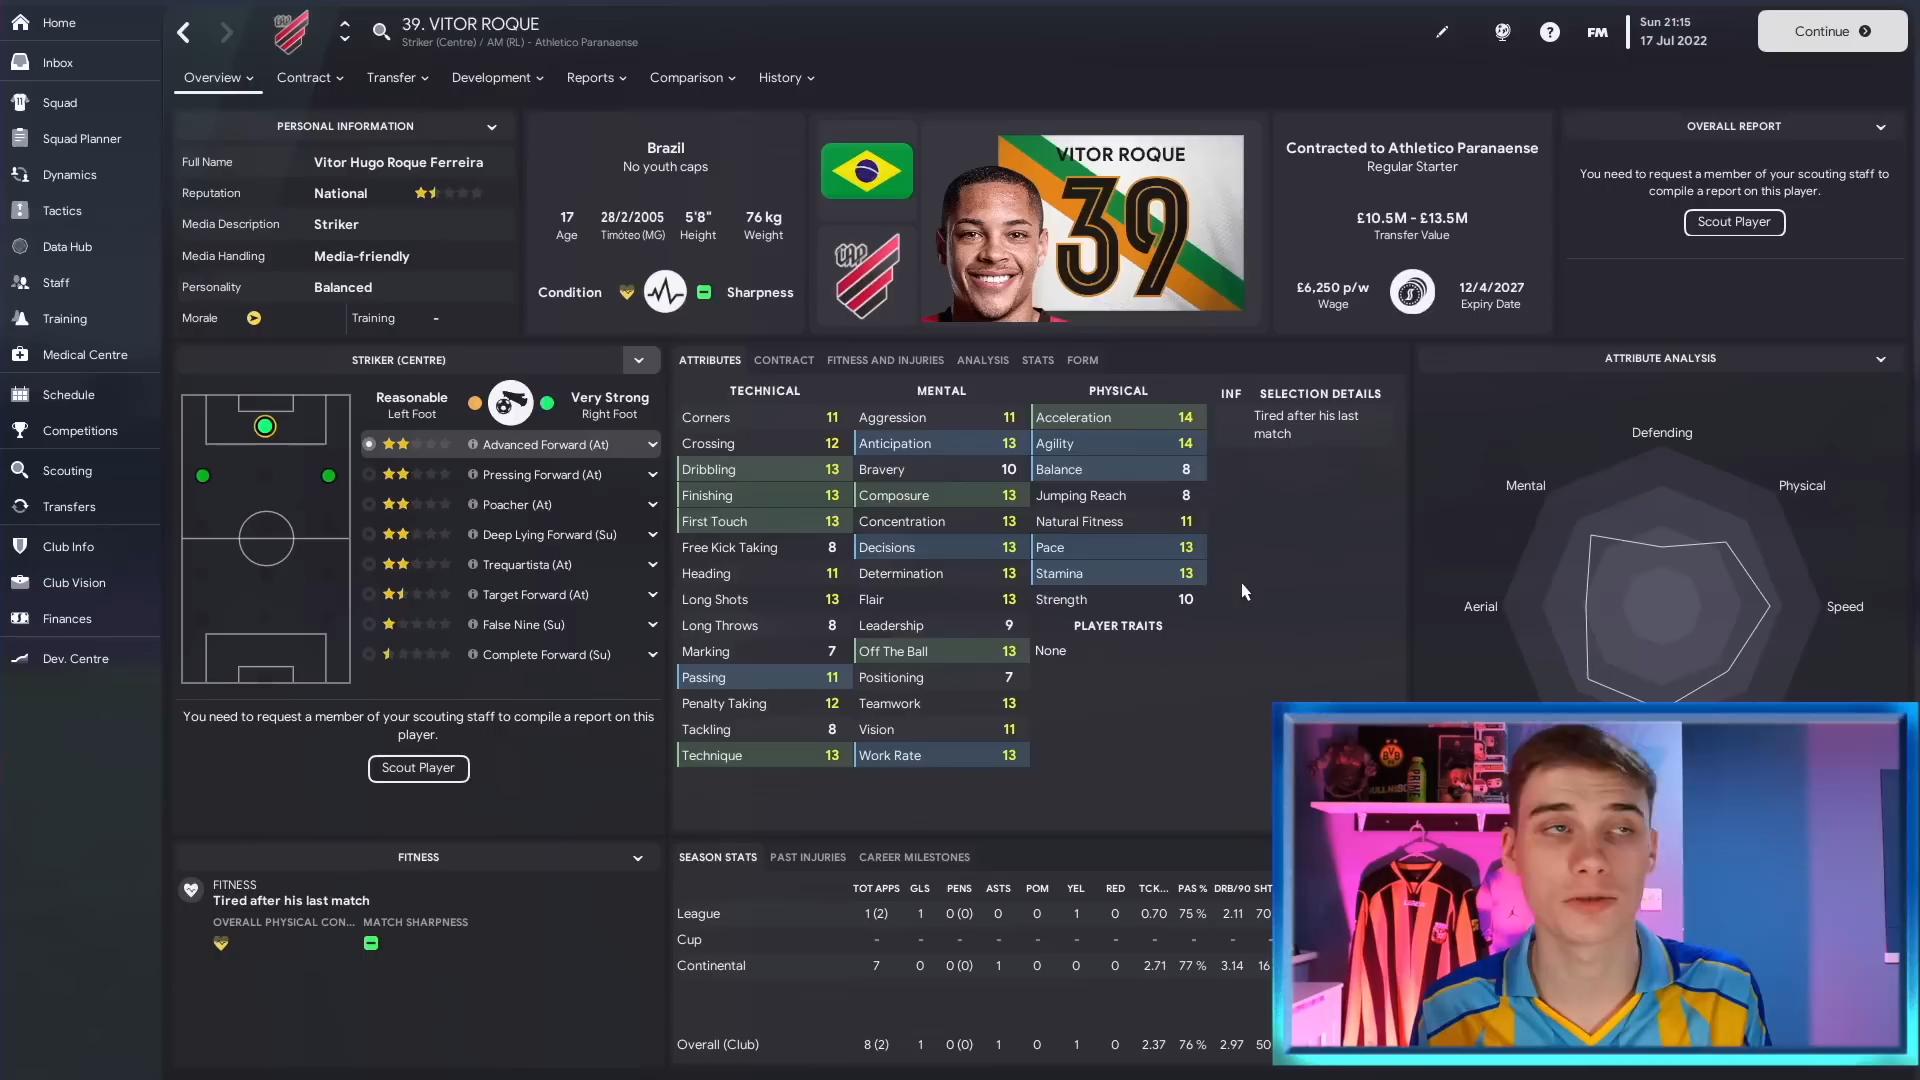 Home
Inbox
Squad
Squad Planner
Dynamics
Tactics
Data Hub
Staff
Training
Medical Centre
Schedule
Competitions
Scouting
Transfers
Club Info
Club Vision
Finances
Dev. Centre
39. VITOR ROQUE
Striker (Centre) / AM (RL) - Athletico Paranaense
? FM
Sun 21:15
17 Jul 2022
Continue
Overview Contract Transfer Development Reports Comparison History
PERSONAL INFORMATION
Full Name Vitor Hugo Roque Ferreira
Reputation National
Media Description Striker
Media Handling Media-friendly
Personality Balanced
Morale Training -
Brazil
No youth caps
17 28/2/2005 5'8" 76 kg
Age Timóteo (MG) Height Weight
Condition Sharpness
CAP
VITOR ROQUE
39
Contracted to Athletico Paranaense
Regular Starter
£10.5M - £13.5M
Transfer Value
£6,250 p/w 12/4/2027
Wage Expiry Date
OVERALL REPORT
You need to request a member of your scouting staff to
compile a report on this player.
Scout Player
STRIKER (CENTRE)
Reasonable Very Strong
Left Foot Right Foot
Advanced Forward (At)
Pressing Forward (At)
Poacher (At)
Deep Lying Forward (Su)
Trequartista (At)
Target Forward (At)
False Nine (Su)
Complete Forward (Su)
You need to request a member of your scouting staff to compile a report on this
player.
Scout Player
ATTRIBUTES CONTRACT FITNESS AND INJURIES ANALYSIS STATS FORM
TECHNICAL MENTAL PHYSICAL INF SELECTION DETAILS
Corners 11 Aggression 11 Acceleration 14 Tired after his last
match
Crossing 12 Anticipation 13 Agility 14
Dribbling 13 Bravery 10 Balance 8
Finishing 13 Composure 13 Jumping Reach 8
First Touch 13 Concentration 13 Natural Fitness 11
Free Kick Taking 8 Decisions 13 Pace 13
Heading 11 Determination 13 Stamina 13
Long Shots 13 Flair 13 Strength 10
Long Throws 8 Leadership 9 PLAYER TRAITS
Marking 7 Off The Ball 13 None
Passing 11 Positioning 7
Penalty Taking 12 Teamwork 13
Tackling 8 Vision 11
Technique 13 Work Rate 13
ATTRIBUTE ANALYSIS
Defending
Mental Physical
Aerial Speed
FITNESS
FITNESS
Tired after his last match
OVERALL PHYSICAL CON... MATCH SHARPNESS
SEASON STATS PAST INJURIES CAREER MILESTONES
TOT APPS GLS PENS ASTS POM YEL RED TCK... PAS % DRB/90 SHT
League 1 (2) 1 0 (0) 0 0 1 0 0.70 75 % 2.11 70
Cup - - - - - - - - - - -
Continental 7 0 0 (0) 1 0 0 0 2.71 77 % 3.14 16
Overall (Club) 8 (2) 1 0 (0) 1 0 1 0 2.37 76 % 2.97 50
BVB
PRIME